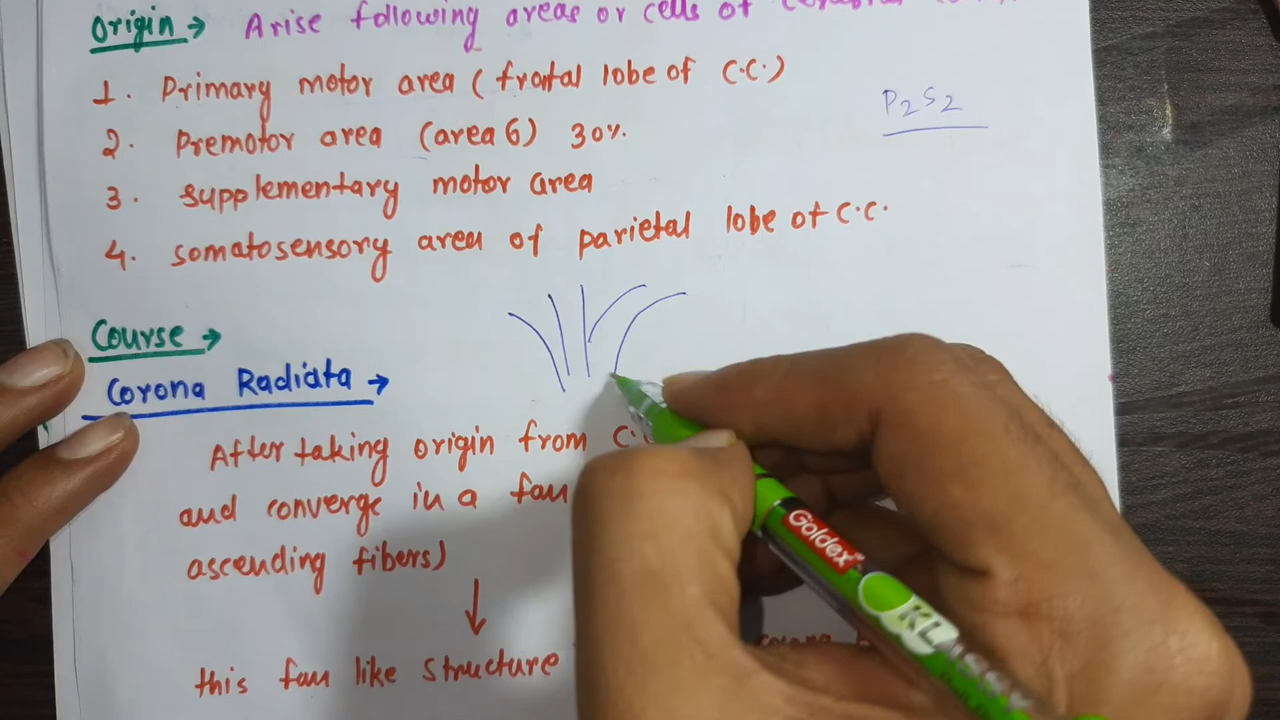 Origin → Arise following areas or cells of
1. Primary motor area (frontal lobe of C.C.)
P2S2
2. Premotor area (area 6) 30%.
3. supplementary motor area
4. somatosensory area of parietal lobe of C.C.
Course →
Corona Radiata →
After taking origin from
and converge in a fan
ascending fibers)
↓
this fan like structure
Goldex
KLASSY